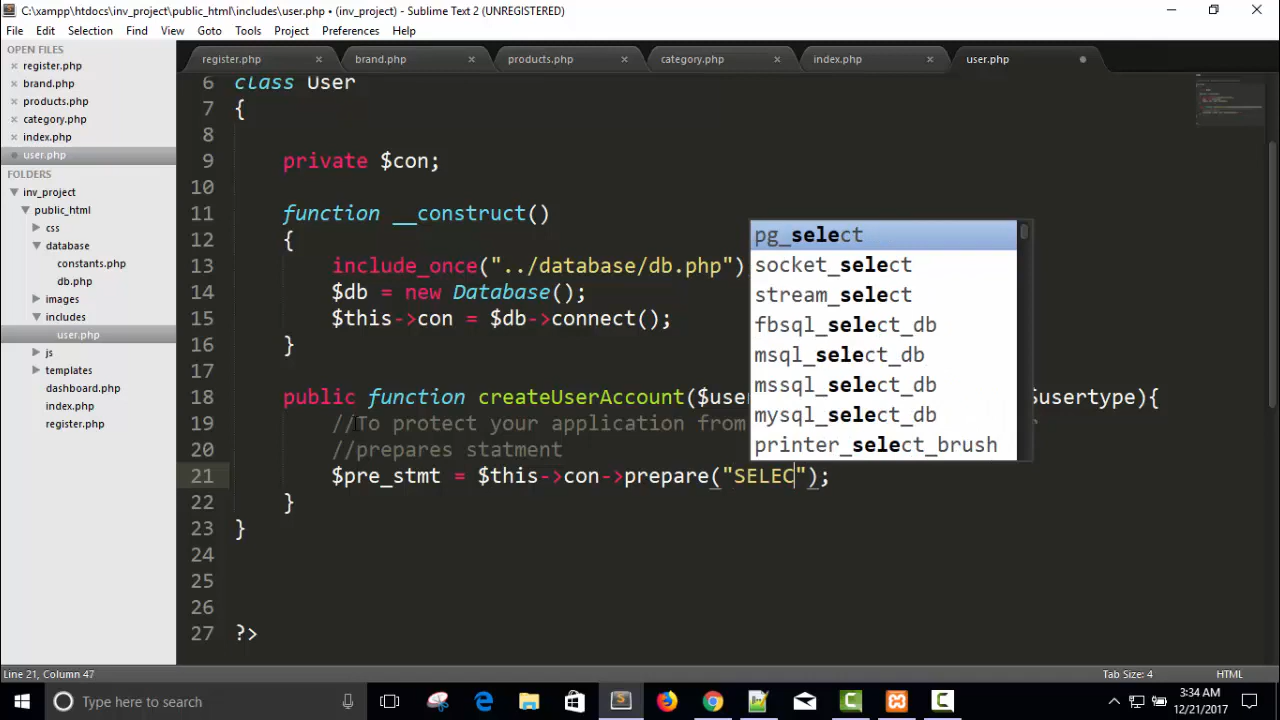 C:\xampp\htdocs\inv_project\public_html\includes\user.php • (inv_project) - Sublime Text 2 (UNREGISTERED)
File Edit Selection Find View Goto Tools Project Preferences Help
OPEN FILES
register.php
brand.php
products.php
category.php
index.php
user.php
FOLDERS
inv_project
public_html
css
database
constants.php
db.php
images
includes
user.php
js
templates
dashboard.php
index.php
register.php
register.php brand.php products.php category.php index.php user.php
6 class User
7 {
8
9 private $con;
10
11 function __construct()
12 {
13 include_once("../database/db.php")
14 $db = new Database();
15 $this->con = $db->connect();
16 }
17
18 public function createUserAccount($use $usertype){
19 //To protect your application from
20 //prepares statment
21 $pre_stmt = $this->con->prepare("SELEC");
22 }
23 }
24
25
26
27 ?>
pg_select
socket_select
stream_select
fbsql_select_db
msql_select_db
mssql_select_db
mysql_select_db
printer_select_brush
Line 21, Column 47 Tab Size: 4 HTML
Type here to search
3:34 AM
12/21/2017